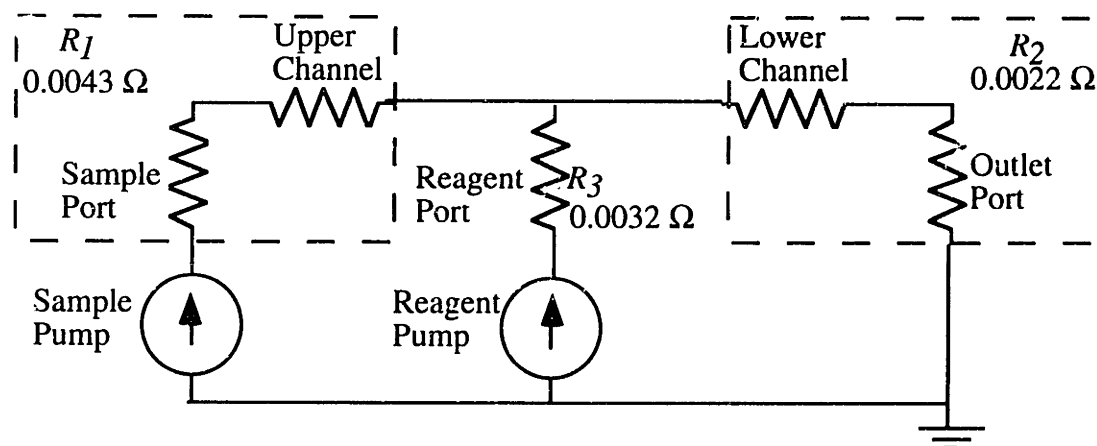 R1
0.0043 Ω
Upper
Channel
Lower
Channel
R2
0.0022 Ω
Sample
Port
Reagent
Port
R3
0.0032 Ω
Outlet
Port
Sample
Pump
Reagent
Pump